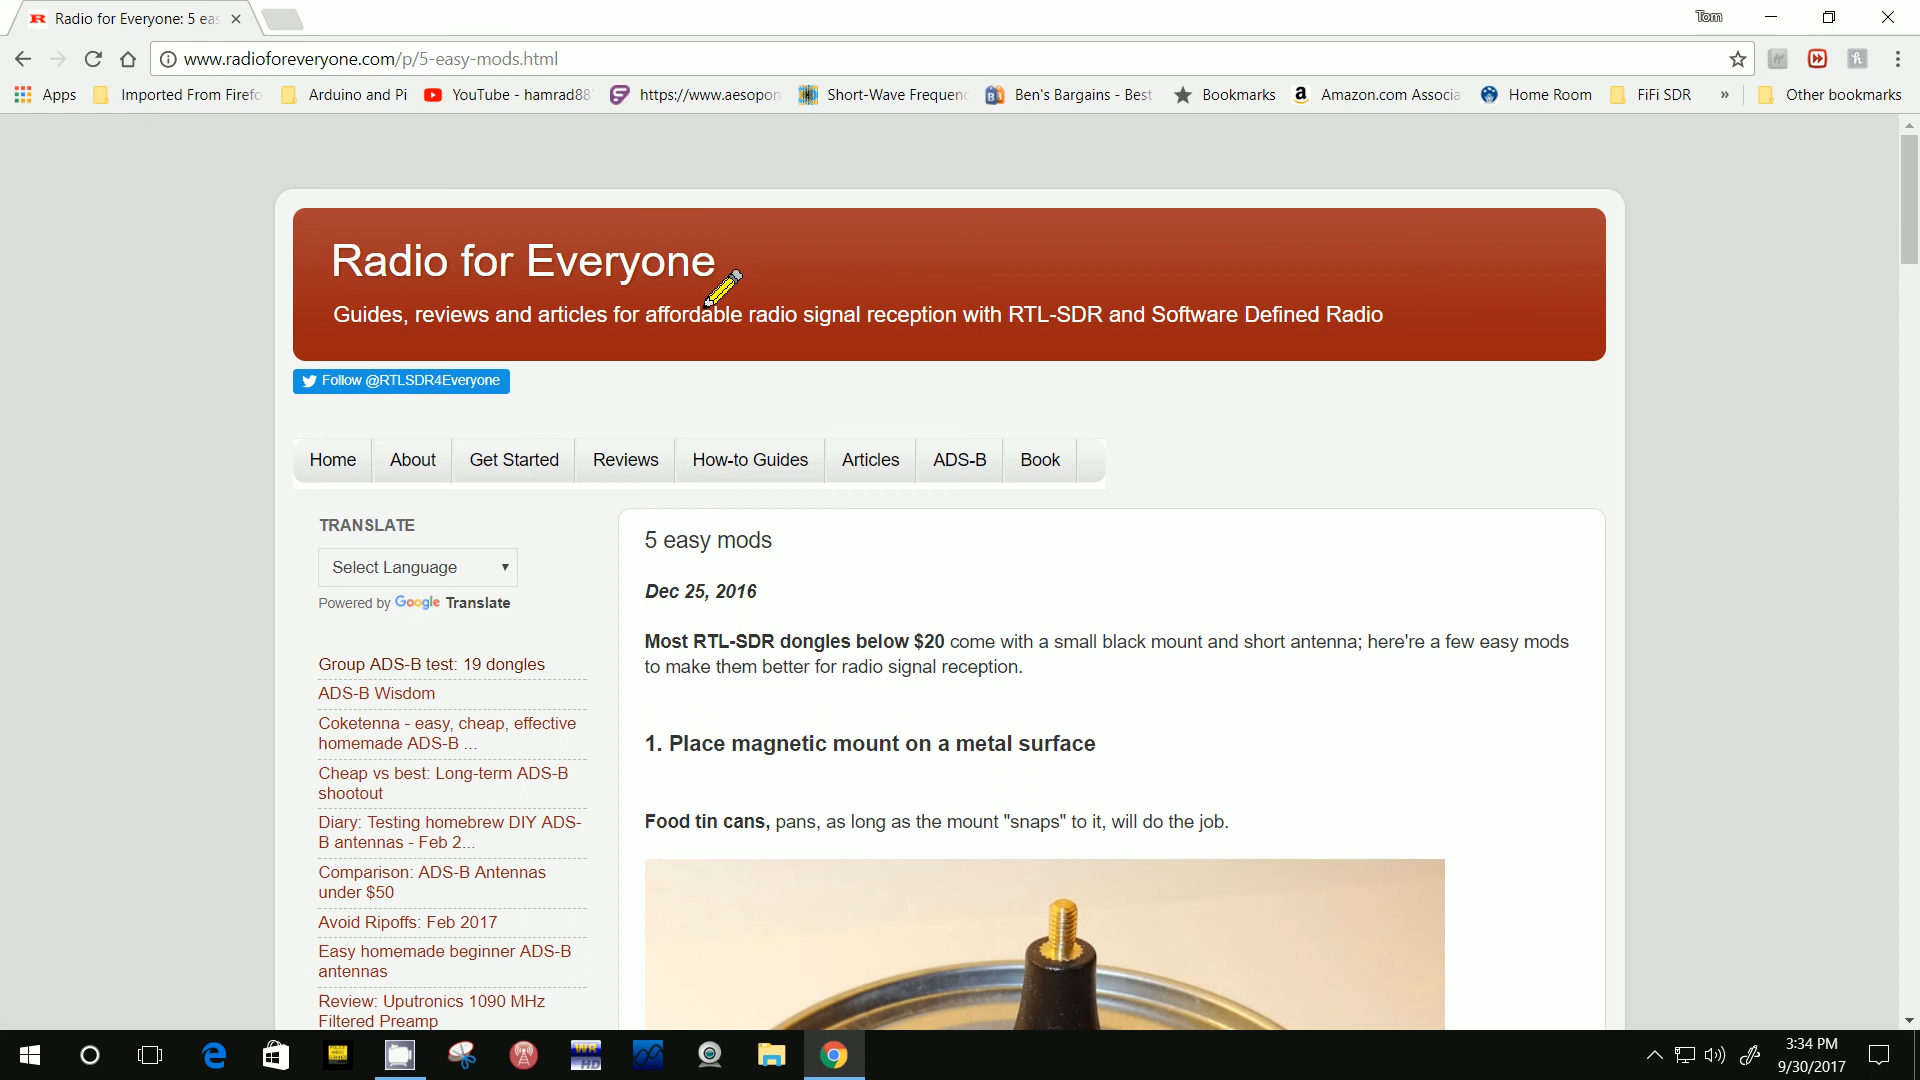 Radio for Everyone: 5 eas
Tom
www.radioforeveryone.com/p/5-easy-mods.html
Apps
Imported From Firefo
Arduino and Pi
YouTube - hamrad88
https://www.aesopon
Short-Wave Frequenc
Ben's Bargains - Best
Bookmarks
Amazon.com Associa
Home Room
FiFi SDR
»
Other bookmarks
Radio for Everyone
Guides, reviews and articles for affordable radio signal reception with RTL-SDR and Software Defined Radio
Follow @RTLSDR4Everyone
Home
About
Get Started
Reviews
How-to Guides
Articles
ADS-B
Book
TRANSLATE
Select Language
Powered by Google Translate
Group ADS-B test: 19 dongles
ADS-B Wisdom
Coketenna - easy, cheap, effective
homemade ADS-B ...
Cheap vs best: Long-term ADS-B
shootout
Diary: Testing homebrew DIY ADS-
B antennas - Feb 2...
Comparison: ADS-B Antennas
under $50
Avoid Ripoffs: Feb 2017
Easy homemade beginner ADS-B
antennas
Review: Uputronics 1090 MHz
Filtered Preamp
5 easy mods
Dec 25, 2016
Most RTL-SDR dongles below $20 come with a small black mount and short antenna; here're a few easy mods
to make them better for radio signal reception.
1. Place magnetic mount on a metal surface
Food tin cans, pans, as long as the mount "snaps" to it, will do the job.
WR
HD
3:34 PM
9/30/2017